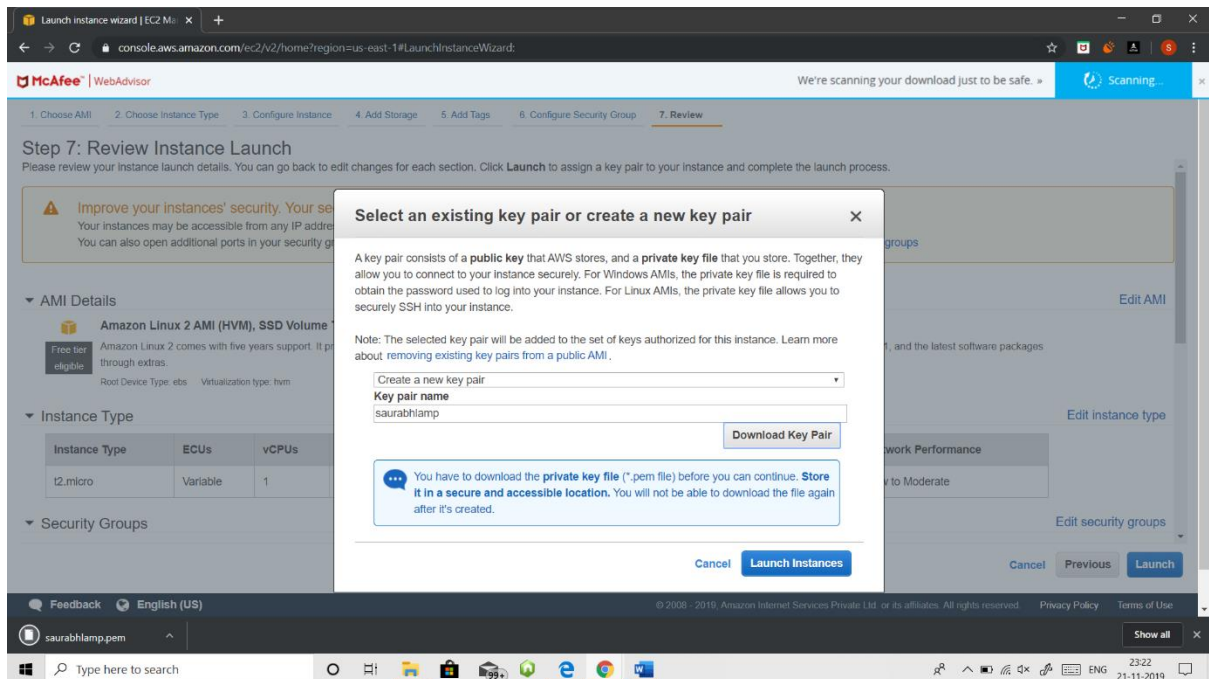 Launch instance wizard | EC2 Ma
console.aws.amazon.com/ec2/v2/home?region=us-east-1#LaunchInstanceWizard:
McAfee™ | WebAdvisor
We're scanning your download just to be safe. »
Scanning...
1. Choose AMI 2. Choose Instance Type 3. Configure Instance 4. Add Storage 5. Add Tags 6. Configure Security Group 7. Review
Step 7: Review Instance Launch
Please review your instance launch details. You can go back to edit changes for each section. Click Launch to assign a key pair to your instance and complete the launch process.
Improve your instances' security. Your se
Your instances may be accessible from any IP addre
You can also open additional ports in your security gr
groups
AMI Details
Edit AMI
Amazon Linux 2 AMI (HVM), SSD Volume
Free tier eligible
Amazon Linux 2 comes with five years support. It pr
through extras.
1, and the latest software packages
Root Device Type: ebs Virtualization type: hvm
Instance Type
Edit instance type
Instance Type ECUs vCPUs
work Performance
t2.micro Variable 1
to Moderate
Security Groups
Edit security groups
Cancel Previous Launch
Select an existing key pair or create a new key pair
A key pair consists of a public key that AWS stores, and a private key file that you store. Together, they
allow you to connect to your instance securely. For Windows AMIs, the private key file is required to
obtain the password used to log into your instance. For Linux AMIs, the private key file allows you to
securely SSH into your instance.
Note: The selected key pair will be added to the set of keys authorized for this instance. Learn more
about removing existing key pairs from a public AMI .
Create a new key pair
Key pair name
saurabhlamp
Download Key Pair
You have to download the private key file (*.pem file) before you can continue. Store
it in a secure and accessible location. You will not be able to download the file again
after it's created.
Cancel Launch Instances
Feedback English (US)
© 2008 - 2019, Amazon Internet Services Private Ltd. or its affiliates. All rights reserved. Privacy Policy Terms of Use
saurabhlamp.pem
Show all
Type here to search
99+
ENG
23:22
21-11-2019